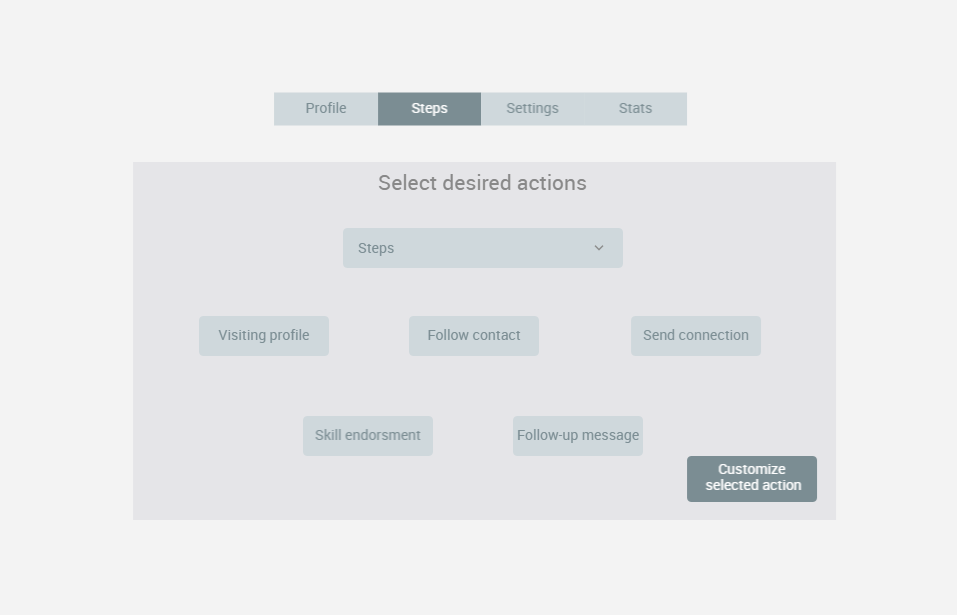 Profile Steps Settings Stats
Select desired actions
Steps
Visiting profile Follow contact Send connection
Skill endorsment Follow-up message
Customize
selected action